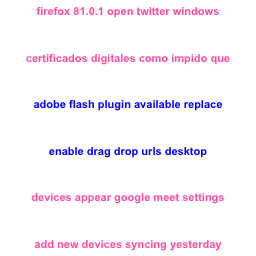 firefox 81.0.1 open twitter windows
certificados digitales como impido que
adobe flash plugin available replace
enable drag drop urls desktop
devices appear google meet settings
add new devices syncing yesterday